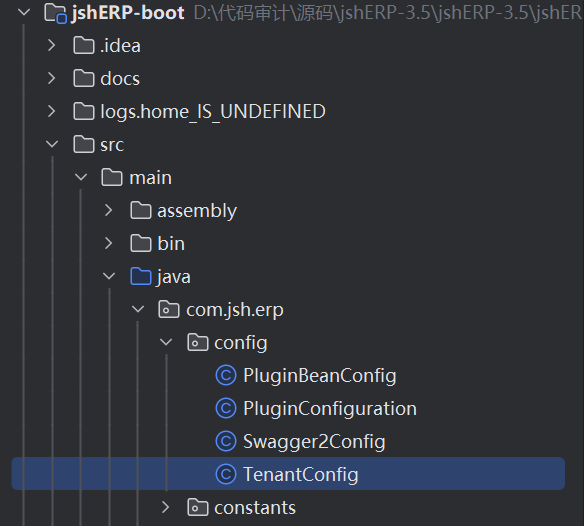 jshERP-boot D:\代码审计\源码\jshERP-3.5\jshERP-3.5\jshER
.idea
docs
logs.home_IS_UNDEFINED
src
main
assembly
bin
java
com.jsh.erp
config
PluginBeanConfig
PluginConfiguration
Swagger2Config
TenantConfig
constants